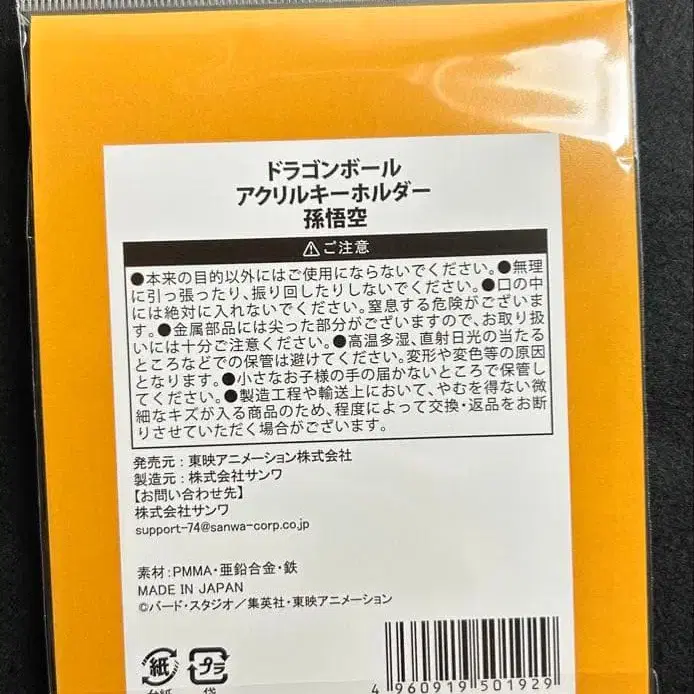 ドラゴンボール
アクリルキーホルダー
孫悟空
⚠ご注意
●本来の目的以外にはご使用にならないでください。●無理
に引っ張ったり、振り回したりしないでください。●口の中
には絶対に入れないでください。窒息する危険がございま
す。●金属部品には尖った部分がございますので、お取り扱
いには十分ご注意ください。●高温多湿、直射日光の当たる
ところなどでの保管は避けてください。変形や変色等の原因
となります。●小さなお子様の手の届かないところで保管し
てください。●製造工程や輸送上において、やむを得ない微
細なキズが入る商品のため、程度によって交換・返品をお断
りさせていただく場合がございます。
発売元：東映アニメーション株式会社
製造元：株式会社サンワ
【お問い合わせ先】
株式会社サンワ
support-74@sanwa-corp.co.jp
素材：PMMA・亜鉛合金・鉄
MADE IN JAPAN
©バード・スタジオ／集英社・東映アニメーション
紙 プラ
台紙 袋
4 960919 501929